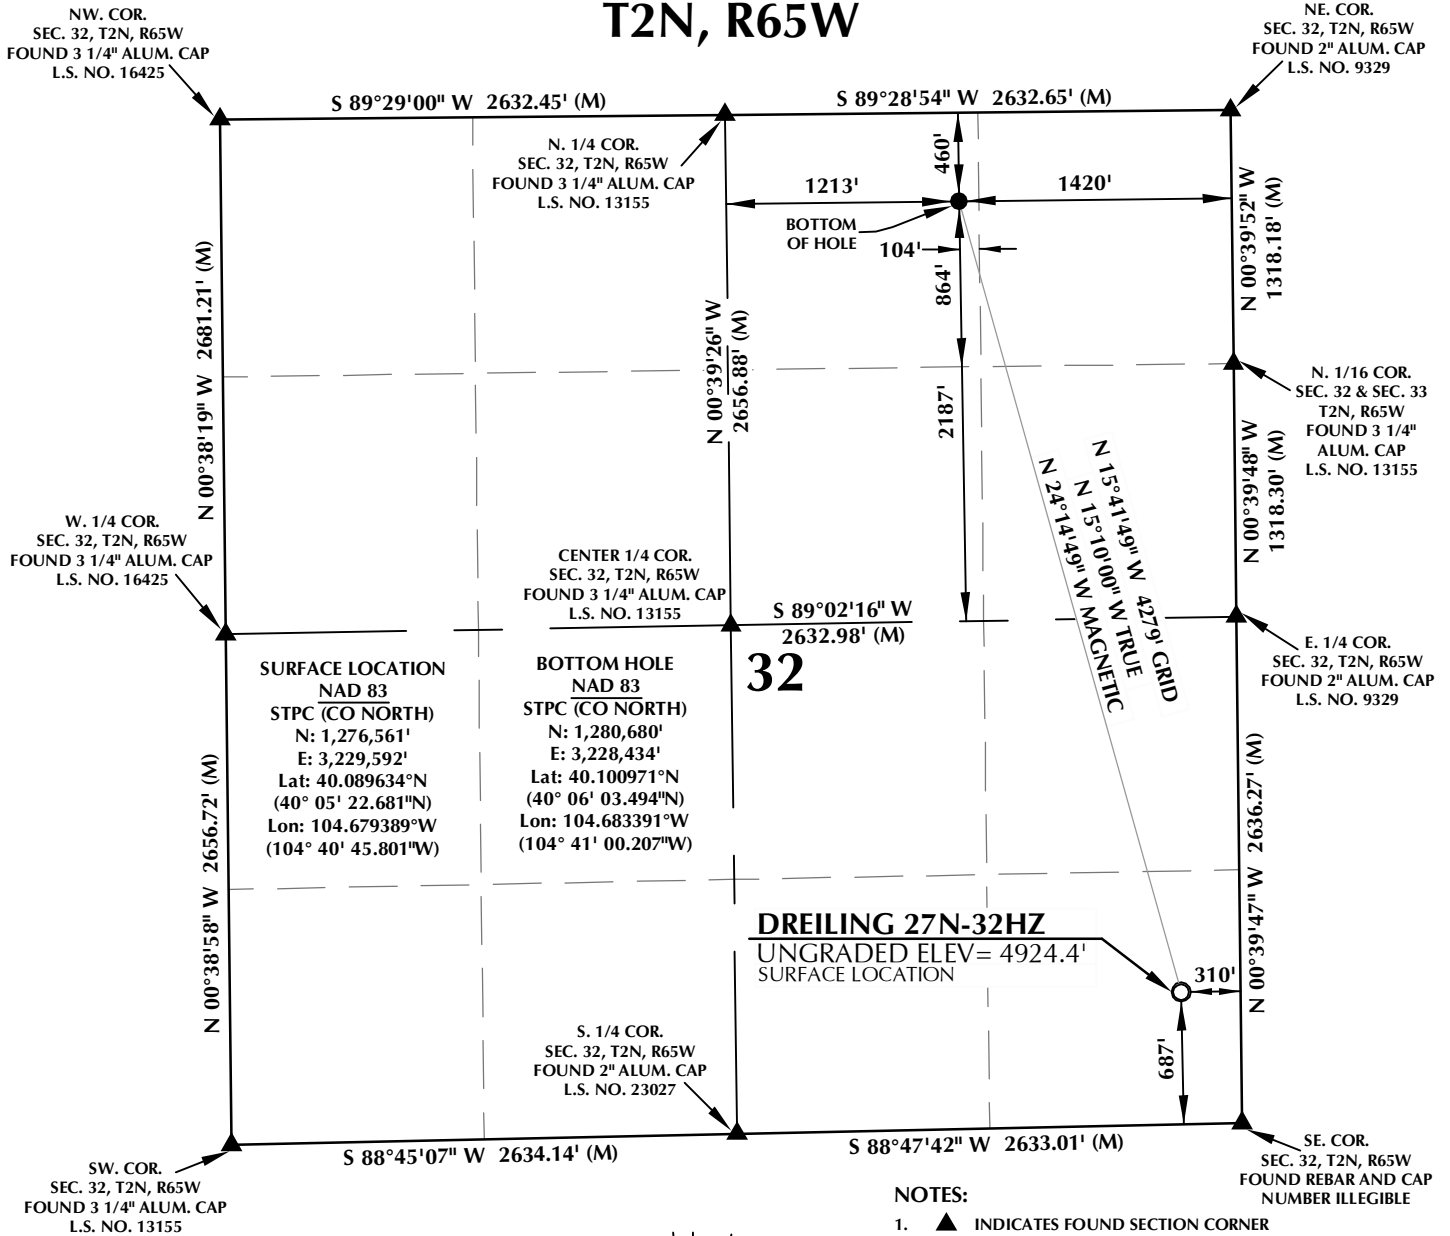 T2N, R65W
NW. COR.
SEC. 32, T2N, R65W
FOUND 3 1/4" ALUM. CAP
L.S. NO. 16425
NE. COR.
SEC. 32, T2N, R65W
FOUND 2" ALUM. CAP
L.S. NO. 9329
S 89°29'00" W 2632.45' (M)
S 89°28'54" W 2632.65' (M)
N. 1/4 COR.
SEC. 32, T2N, R65W
FOUND 3 1/4" ALUM. CAP
L.S. NO. 13155
460'
1213'
1420'
BOTTOM
OF HOLE
104'
864'
2187'
N 00°39'52" W
1318.18' (M)
N 00°38'19" W 2681.21' (M)
N 00°39'26" W
2656.88' (M)
N. 1/16 COR.
SEC. 32 & SEC. 33
T2N, R65W
FOUND 3 1/4"
ALUM. CAP
L.S. NO. 13155
N 00°39'48" W
1318.30' (M)
N 15°41'49" W 4279' GRID
N 15°10'00" W TRUE
N 24°14'49" W MAGNETIC
W. 1/4 COR.
SEC. 32, T2N, R65W
FOUND 3 1/4" ALUM. CAP
L.S. NO. 16425
CENTER 1/4 COR.
SEC. 32, T2N, R65W
FOUND 3 1/4" ALUM. CAP
L.S. NO. 13155
S 89°02'16" W
2632.98' (M)
32
E. 1/4 COR.
SEC. 32, T2N, R65W
FOUND 2" ALUM. CAP
L.S. NO. 9329
SURFACE LOCATION
NAD 83
STPC (CO NORTH)
N: 1,276,561'
E: 3,229,592'
Lat: 40.089634°N
(40° 05' 22.681"N)
Lon: 104.679389°W
(104° 40' 45.801"W)
BOTTOM HOLE
NAD 83
STPC (CO NORTH)
N: 1,280,680'
E: 3,228,434'
Lat: 40.100971°N
(40° 06' 03.494"N)
Lon: 104.683391°W
(104° 41' 00.207"W)
N 00°38'58" W 2656.72' (M)
N 00°39'47" W 2636.27' (M)
DREILING 27N-32HZ
UNGRADED ELEV= 4924.4'
SURFACE LOCATION
310'
687'
S. 1/4 COR.
SEC. 32, T2N, R65W
FOUND 2" ALUM. CAP
L.S. NO. 23027
S 88°45'07" W 2634.14' (M)
S 88°47'42" W 2633.01' (M)
SW. COR.
SEC. 32, T2N, R65W
FOUND 3 1/4" ALUM. CAP
L.S. NO. 13155
SE. COR.
SEC. 32, T2N, R65W
FOUND REBAR AND CAP
NUMBER ILLEGIBLE
NOTES:
1. ▲ INDICATES FOUND SECTION CORNER